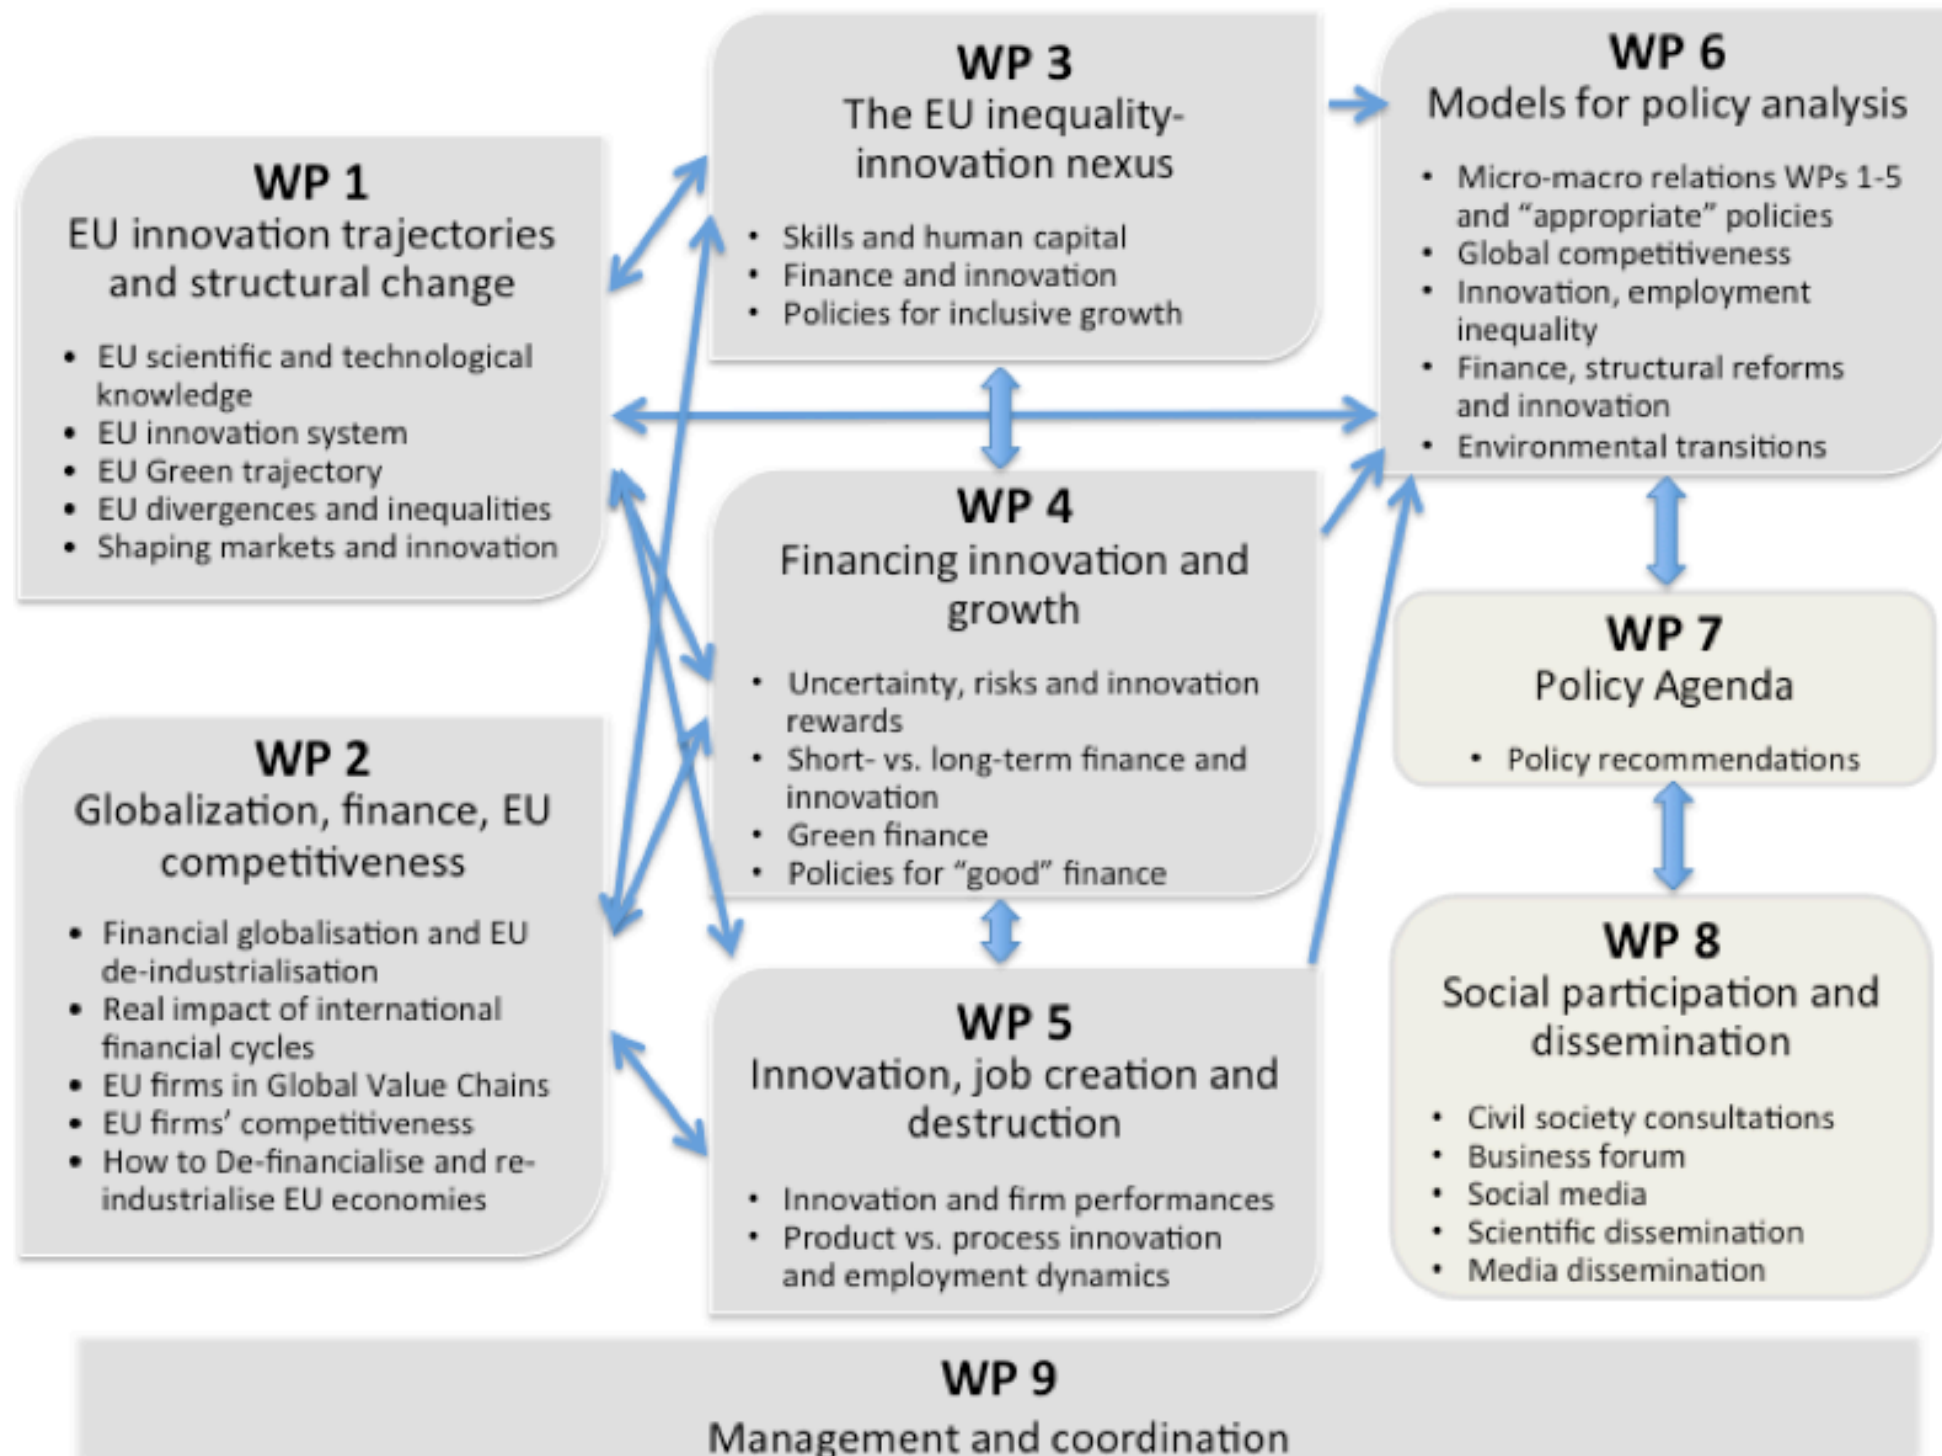 WP 1
EU innovation trajectories
and structural change
• EU scientific and technological
knowledge
• EU innovation system
• EU Green trajectory
• EU divergences and inequalities
• Shaping markets and innovation
WP 2
Globalization, finance, EU
competitiveness
• Financial globalisation and EU
de-industrialisation
• Real impact of international
financial cycles
• EU firms in Global Value Chains
• EU firms’ competitiveness
• How to De-financialise and re-
industrialise EU economies
WP 3
The EU inequality-
innovation nexus
• Skills and human capital
• Finance and innovation
• Policies for inclusive growth
WP 4
Financing innovation and
growth
• Uncertainty, risks and innovation
rewards
• Short- vs. long-term finance and
innovation
• Green finance
• Policies for “good” finance
WP 5
Innovation, job creation and
destruction
• Innovation and firm performances
• Product vs. process innovation
and employment dynamics
WP 6
Models for policy analysis
• Micro-macro relations WPs 1-5
and “appropriate” policies
• Global competitiveness
• Innovation, employment
inequality
• Finance, structural reforms
and innovation
• Environmental transitions
WP 7
Policy Agenda
• Policy recommendations
WP 8
Social participation and
dissemination
• Civil society consultations
• Business forum
• Social media
• Scientific dissemination
• Media dissemination
WP 9
Management and coordination